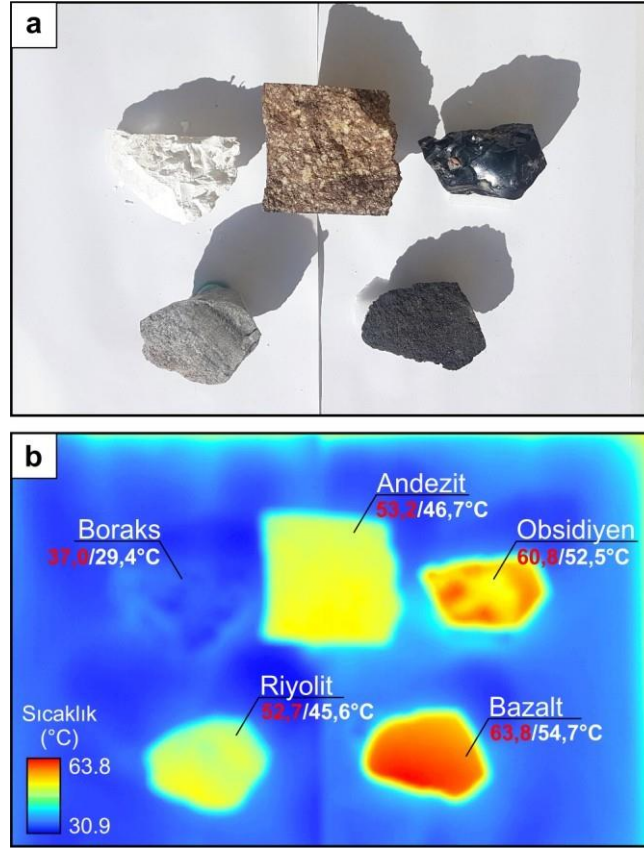 a
b
Andezit
53,2/46,7°C
Boraks
37,0/29,4°C
Obsidiyen
60,8/52,5°C
Riyolit
52,7/45,6°C
Bazalt
63,8/54,7°C
Sıcaklık
(°C)
63.8
30.9